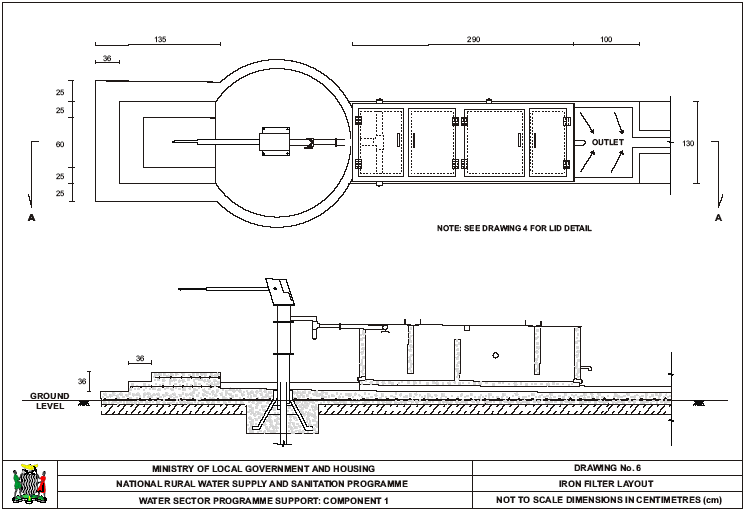 135
290
100
36
25
25
60
25
25
OUTLET
130
A
A
NOTE: SEE DRAWING 4 FOR LID DETAIL
36
36
GROUND
LEVEL
MINISTRY OF LOCAL GOVERNMENT AND HOUSING
DRAWING No. 6
NATIONAL RURAL WATER SUPPLY AND SANITATION PROGRAMME
IRON FILTER LAYOUT
WATER SECTOR PROGRAMME SUPPORT: COMPONENT 1
NOT TO SCALE DIMENSIONS IN CENTIMETRES (cm)